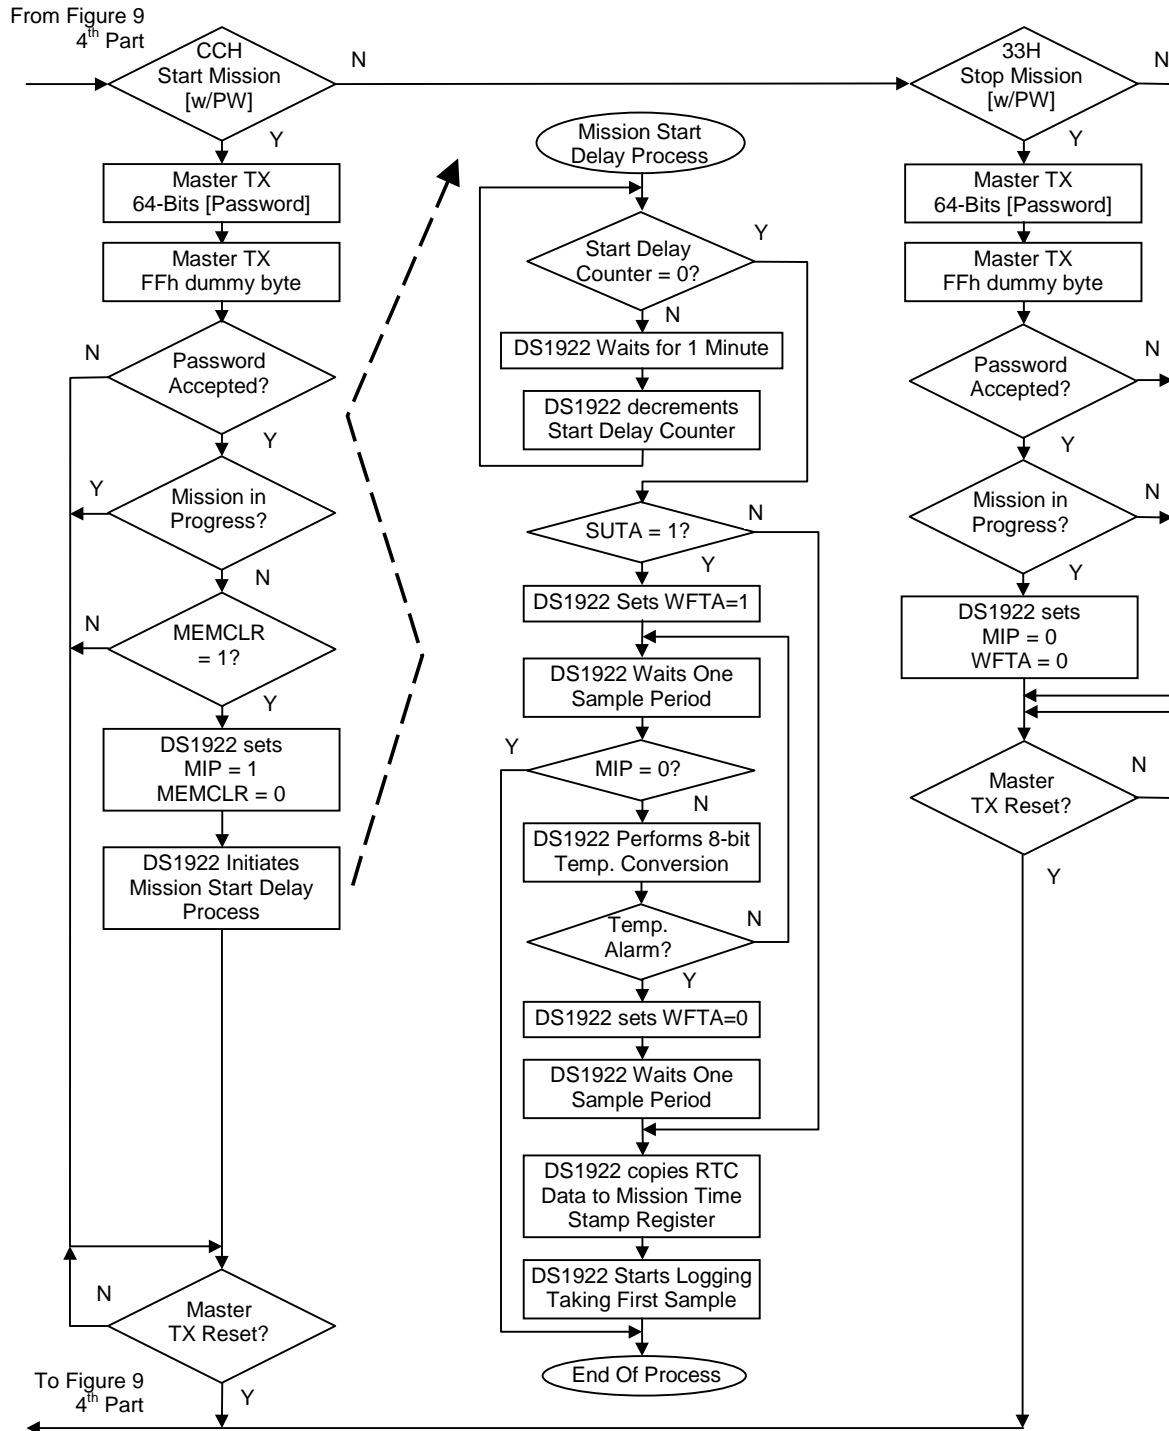 From Figure 9
4th Part
CCH
Start Mission
[w/PW]
N
Y
Master TX
64-Bits [Password]
Master TX
FFh dummy byte
N
Password
Accepted?
Y
Y
Mission in
Progress?
N
N
MEMCLR
= 1?
Y
DS1922 sets
MIP = 1
MEMCLR = 0
DS1922 Initiates
Mission Start Delay
Process
N
Master
TX Reset?
Y
To Figure 9
4th Part
Mission Start
Delay Process
Start Delay
Counter = 0?
Y
N
DS1922 Waits for 1 Minute
DS1922 decrements
Start Delay Counter
SUTA = 1?
N
Y
DS1922 Sets WFTA=1
DS1922 Waits One
Sample Period
Y
MIP = 0?
N
DS1922 Performs 8-bit
Temp. Conversion
Temp.
Alarm?
N
Y
DS1922 sets WFTA=0
DS1922 Waits One
Sample Period
DS1922 copies RTC
Data to Mission Time
Stamp Register
DS1922 Starts Logging
Taking First Sample
End Of Process
33H
Stop Mission
[w/PW]
N
Y
Master TX
64-Bits [Password]
Master TX
FFh dummy byte
Password
Accepted?
N
Y
Mission in
Progress?
N
Y
DS1922 sets
MIP = 0
WFTA = 0
Master
TX Reset?
N
Y